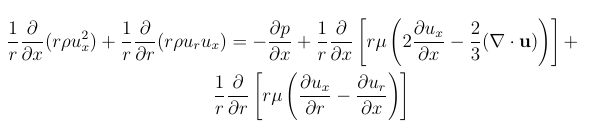 \frac{1}{r}\frac{\partial}{\partial x}(r\rho u_x^2) + \frac{1}{r}\frac{\partial}{\partial r}(r\rho u_r u_x) = -\frac{\partial p}{\partial x} + \frac{1}{r}\frac{\partial}{\partial x}\left[r\mu\left(2\frac{\partial u_x}{\partial x} - \frac{2}{3}(\nabla \cdot \mathbf{u})\right)\right] +
\frac{1}{r}\frac{\partial}{\partial r}\left[r\mu\left(\frac{\partial u_x}{\partial r} - \frac{\partial u_r}{\partial x}\right)\right]